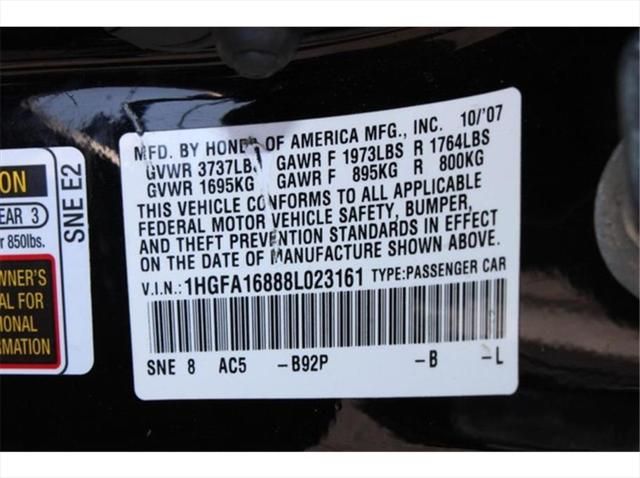 MFD. BY HONDA OF AMERICA MFG., INC. 10/'07
GVWR 3737LBS GAWR F 1973LBS R 1764LBS
GVWR 1695KG GAWR F 895KG R 800KG
THIS VEHICLE CONFORMS TO ALL APPLICABLE
FEDERAL MOTOR VEHICLE SAFETY, BUMPER,
AND THEFT PREVENTION STANDARDS IN EFFECT
ON THE DATE OF MANUFACTURE SHOWN ABOVE.
V.I.N.: 1HGFA16888L023161 TYPE:PASSENGER CAR
SNE 8 AC5 -B92P -B -L
ON
EAR 3
r 850lbs.
SNE E2
WNER'S
AL FOR
IONAL
RMATION